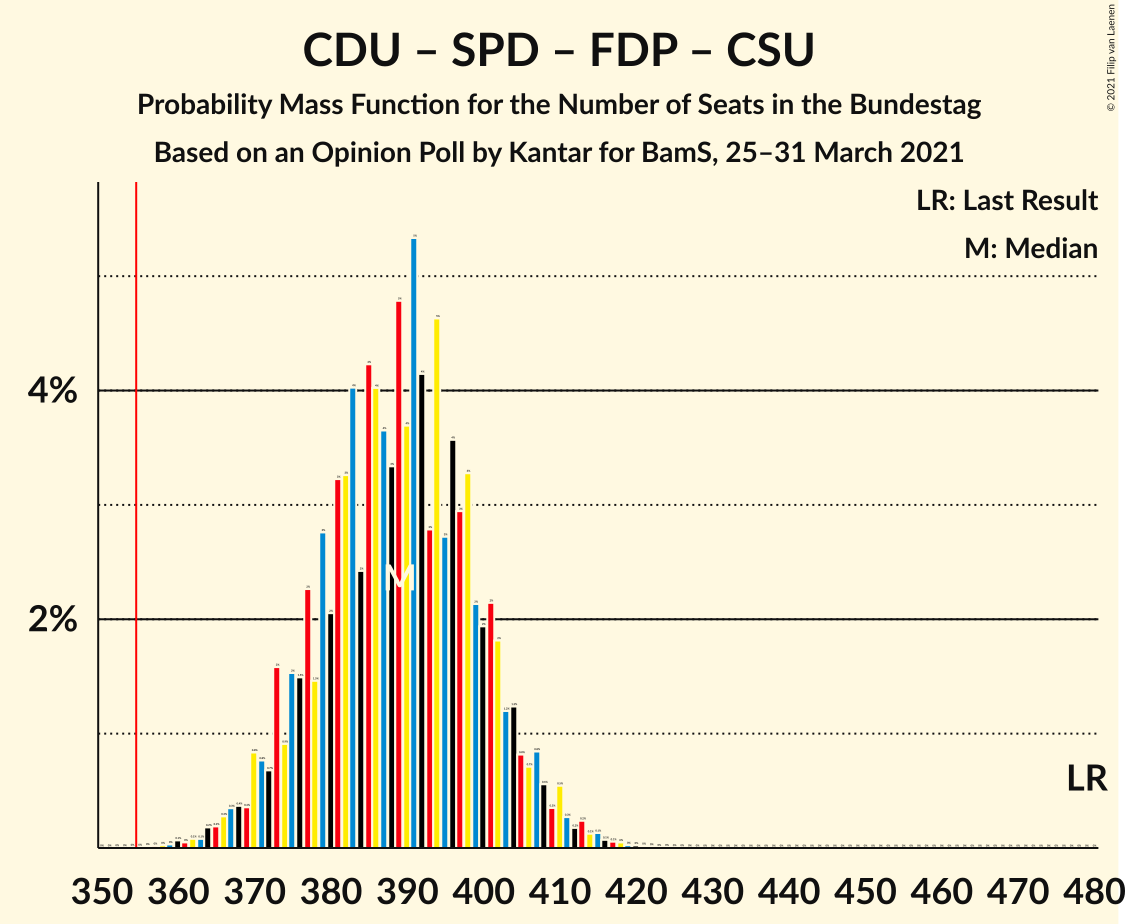 CDU – SPD – FDP – CSU
Probability Mass Function for the Number of Seats in the Bundestag
Based on an Opinion Poll by Kantar for BamS, 25–31 March 2021
© 2021 Filip van Laenen
LR: Last Result
M: Median
4%
2%
M
LR
350 360 370 380 390 400 410 420 430 440 450 460 470 480